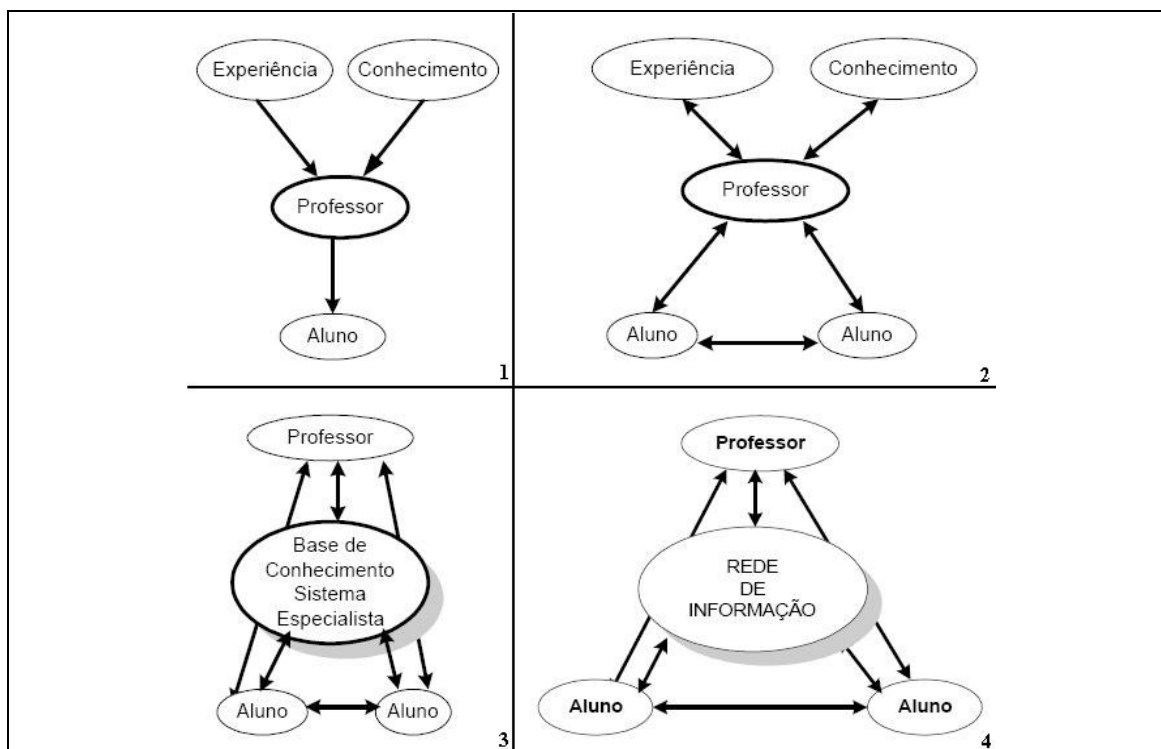 Experiência
Conhecimento
Professor
Aluno
1
Experiência
Conhecimento
Professor
Aluno
Aluno
2
Professor
Base de
Conhecimento
Sistema
Especialista
Aluno
Aluno
3
Professor
REDE
DE
INFORMAÇÃO
Aluno
Aluno
4